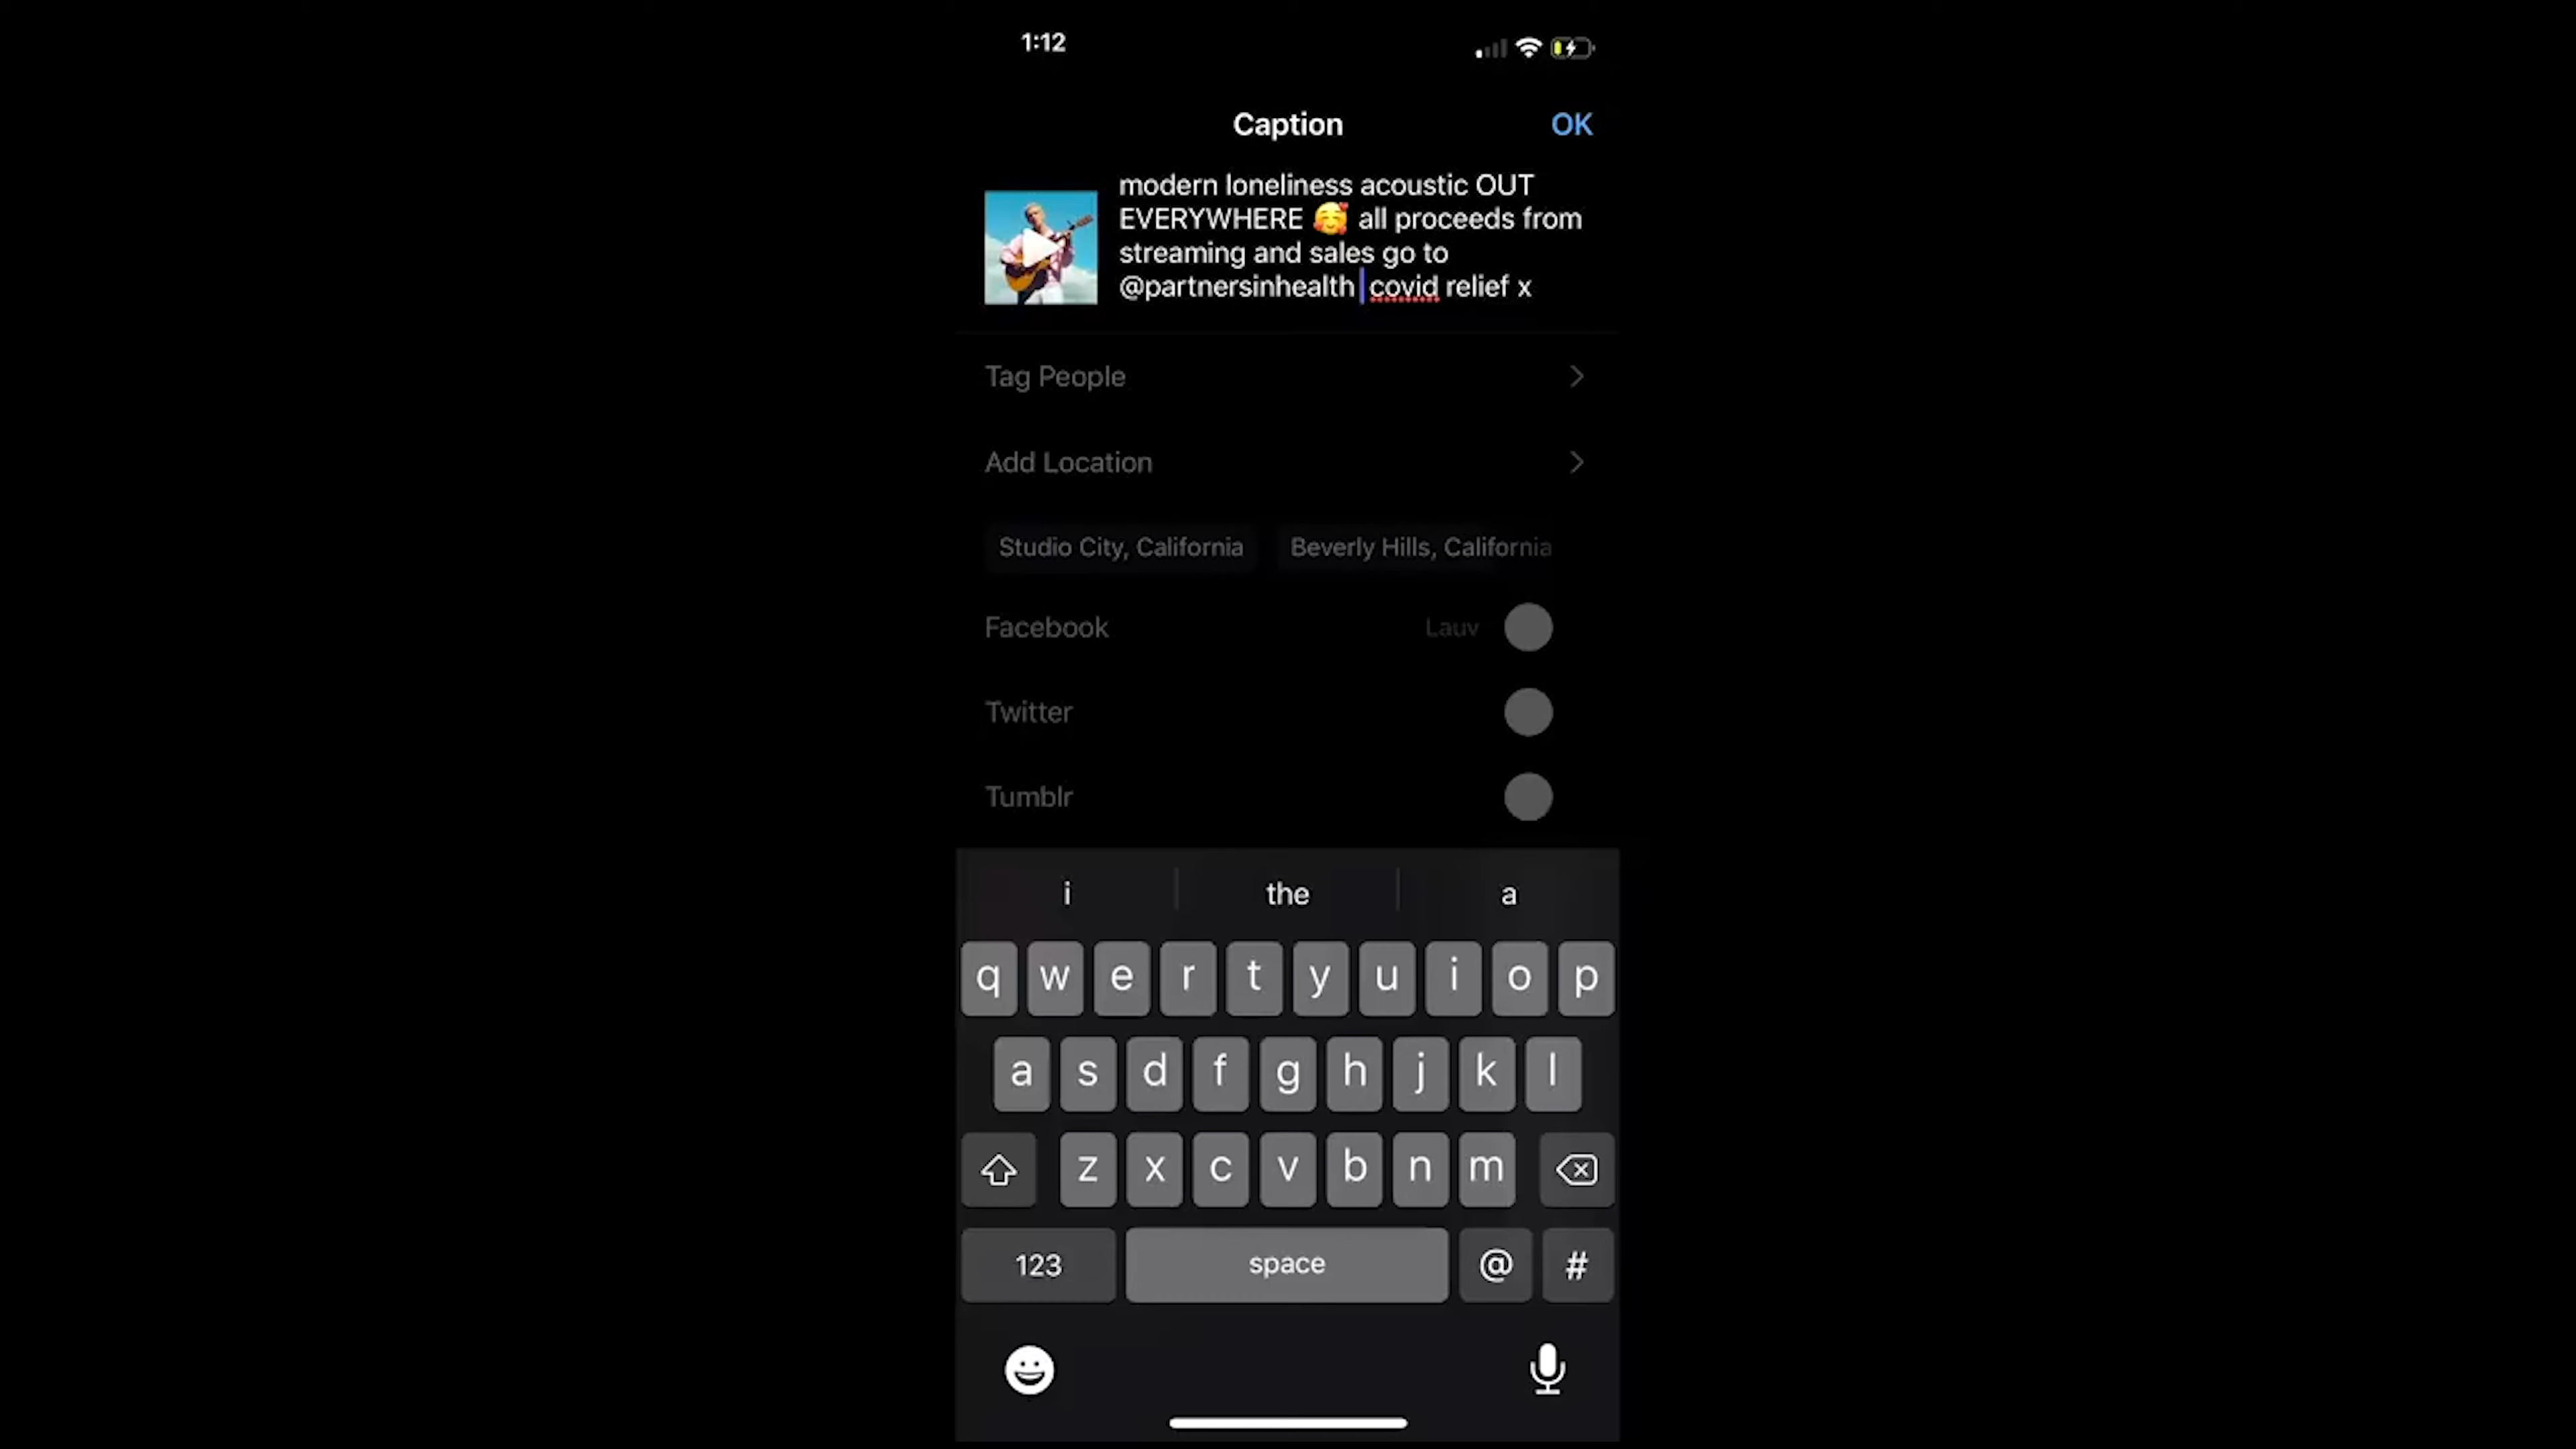 1:12
Caption
OK
modern loneliness acoustic OUT
EVERYWHERE 🥰 all proceeds from
streaming and sales go to
@partnersinhealth covid relief x
Tag People
Add Location
Studio City, California
Beverly Hills, California
Facebook
Lauv
Twitter
Tumblr
i the a
q w e r t y u i o p
a s d f g h j k l
z x c v b n m
123 space @ #